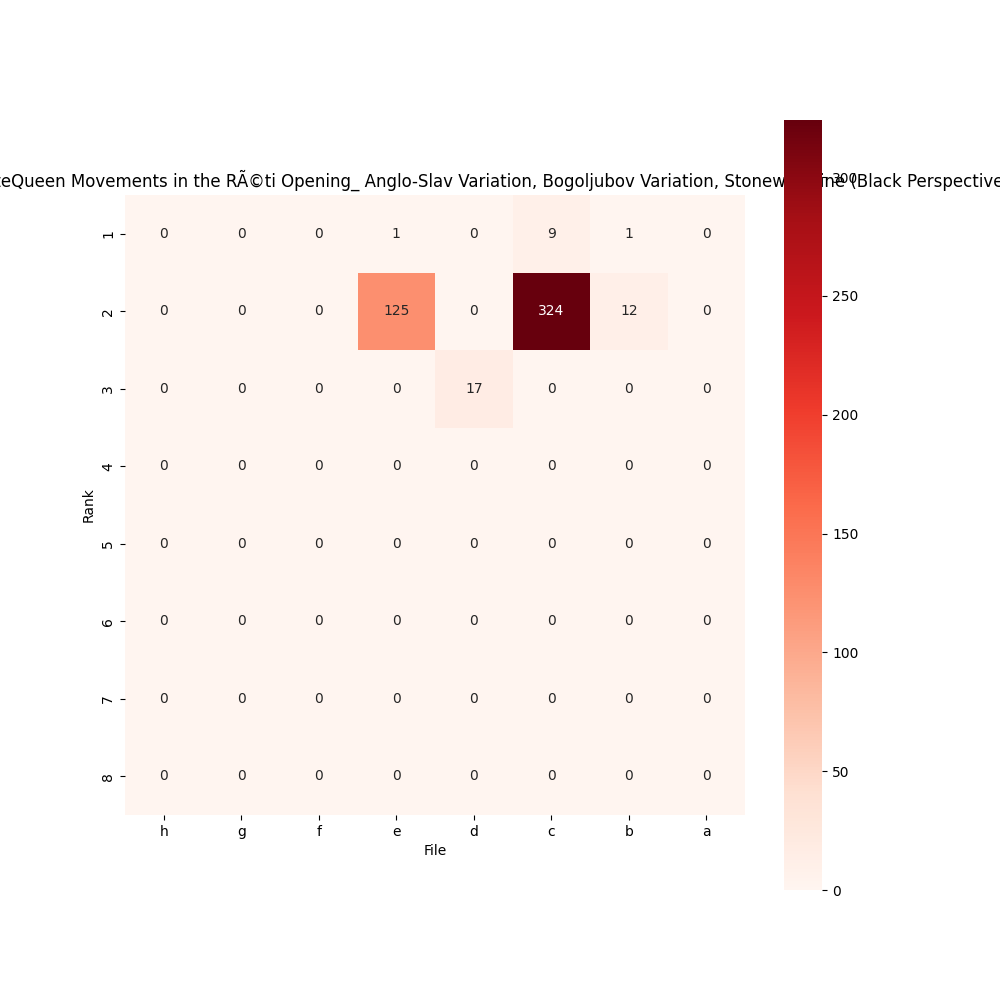 eQueen Movements in the RÃ©ti Opening_ Anglo-Slav Variation, Bogoljubov Variation, Stonew ine (Black Perspective
300
1 0 0 0 1 0 9 1 0
250
2 0 0 0 125 0 324 12 0
3 0 0 0 0 17 0 0 0
200
4 0 0 0 0 0 0 0 0
Rank
150
5 0 0 0 0 0 0 0 0
6 0 0 0 0 0 0 0 0
100
7 0 0 0 0 0 0 0 0
50
8 0 0 0 0 0 0 0 0
h g f e d c b a
File
0